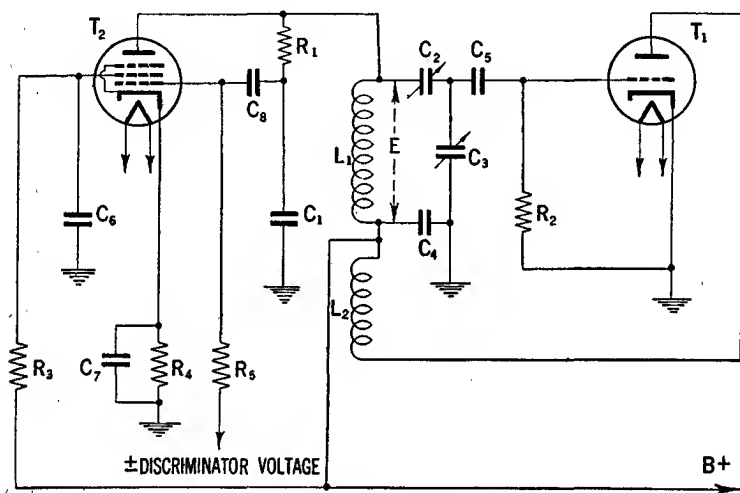 T₂
R₁
C₂
C₅
T₁
C₈
L₁
E
C₃
C₆
C₁
C₄
R₂
L₂
R₃
C₇
R₄
R₅
±DISCRIMINATOR VOLTAGE
B+